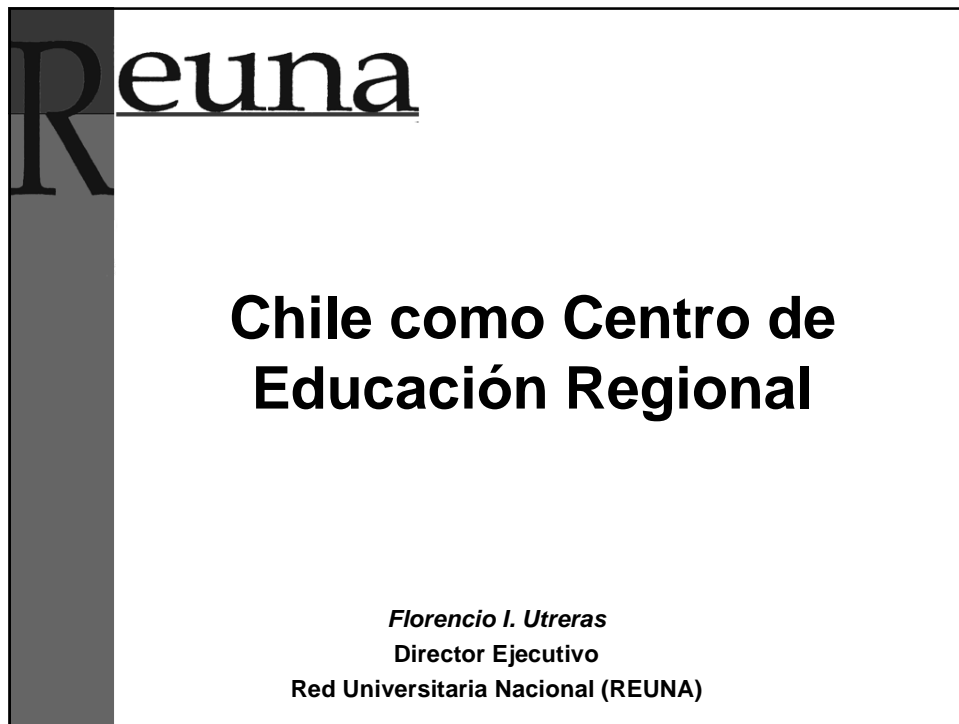 Reuna
Chile como Centro de
Educación Regional
Florencio I. Utreras
Director Ejecutivo
Red Universitaria Nacional (REUNA)